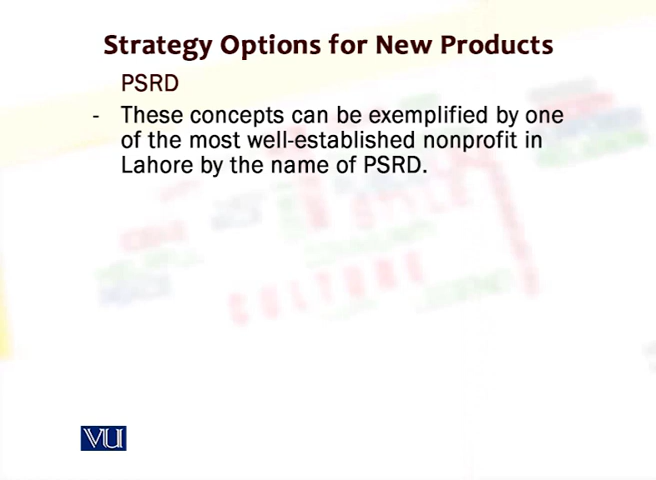 Strategy Options for New Products
PSRD
- These concepts can be exemplified by one
of the most well-established nonprofit in
Lahore by the name of PSRD.
CULTURE
VU